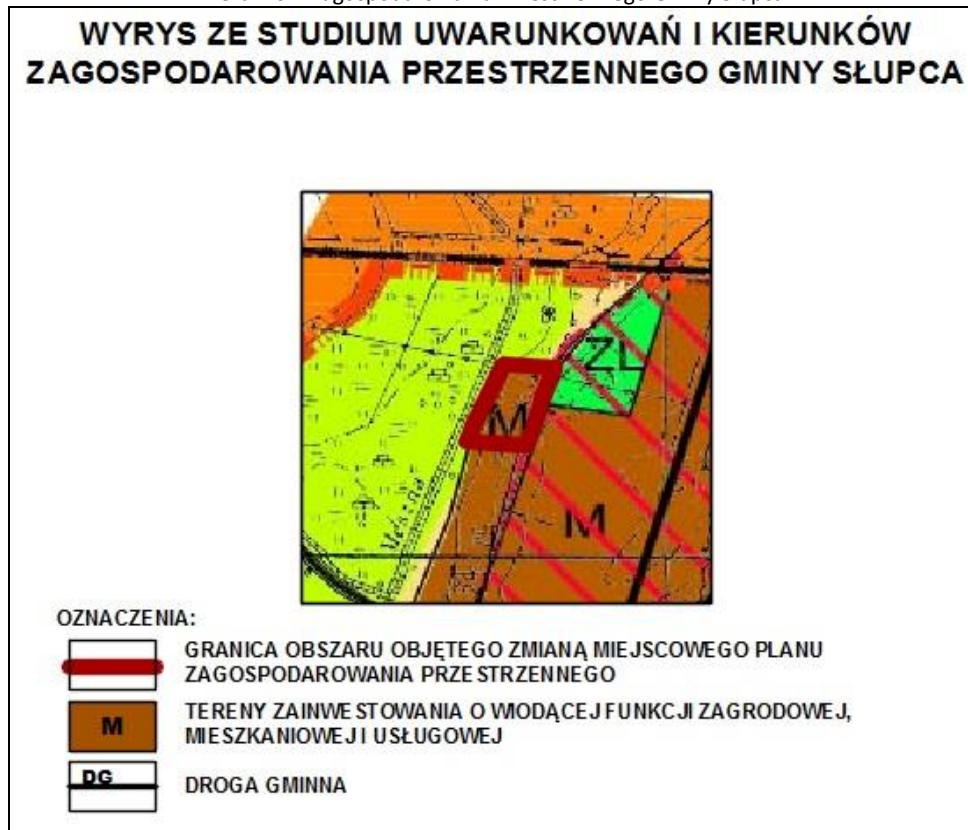 WYRYS ZE STUDIUM UWARUNKOWAŃ I KIERUNKÓW
ZAGOSPODAROWANIA PRZESTRZENNEGO GMINY SŁUPCA
ZL
M
M
OZNACZENIA:
GRANICA OBSZARU OBJĘTEGO ZMIANĄ MIEJSCOWEGO PLANU
ZAGOSPODAROWANIA PRZESTRZENNEGO
M
TERENY ZAINWESTOWANIA O WIODĄCEJ FUNKCJI ZAGRODOWEJ,
MIESZKANIOWEJ I USŁUGOWEJ
DG
DROGA GMINNA